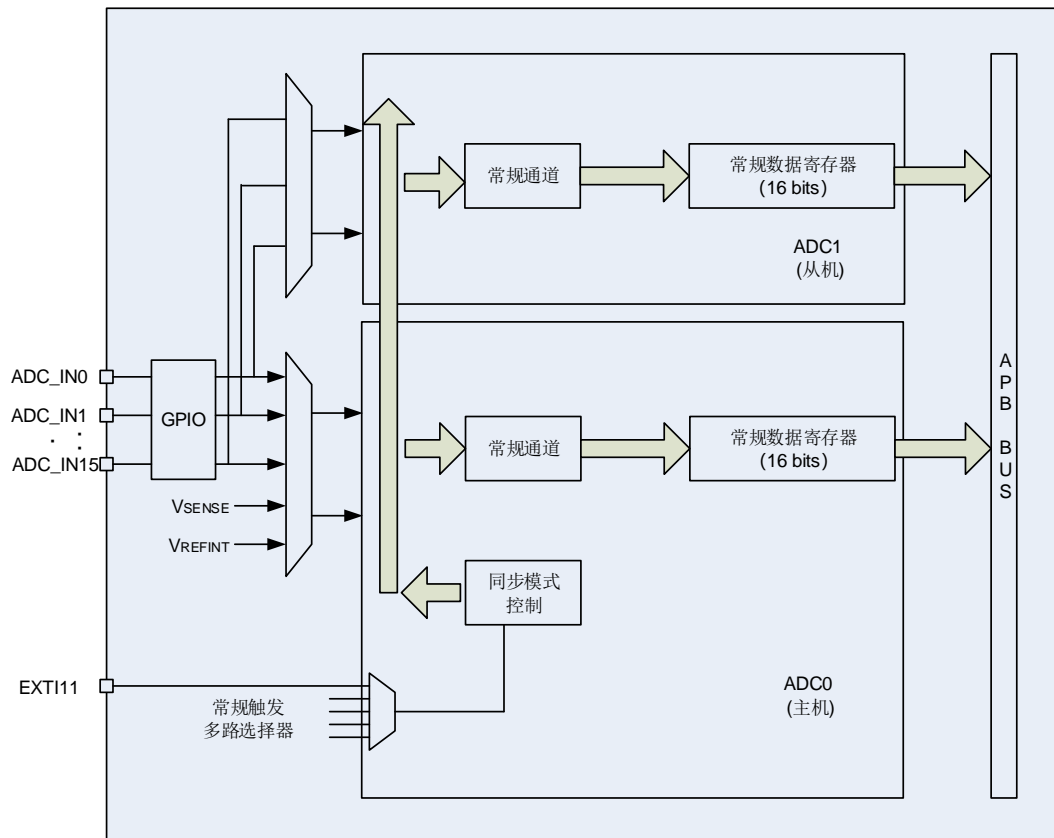 常规通道
常规数据寄存器
(16 bits)
ADC1
(从机)
ADC_IN0
ADC_IN1
. . :
ADC_IN15
GPIO
VSENSE
VREFINT
常规通道
常规数据寄存器
(16 bits)
APB BUS
同步模式
控制
EXTI11
常规触发
多路选择器
ADC0
(主机)